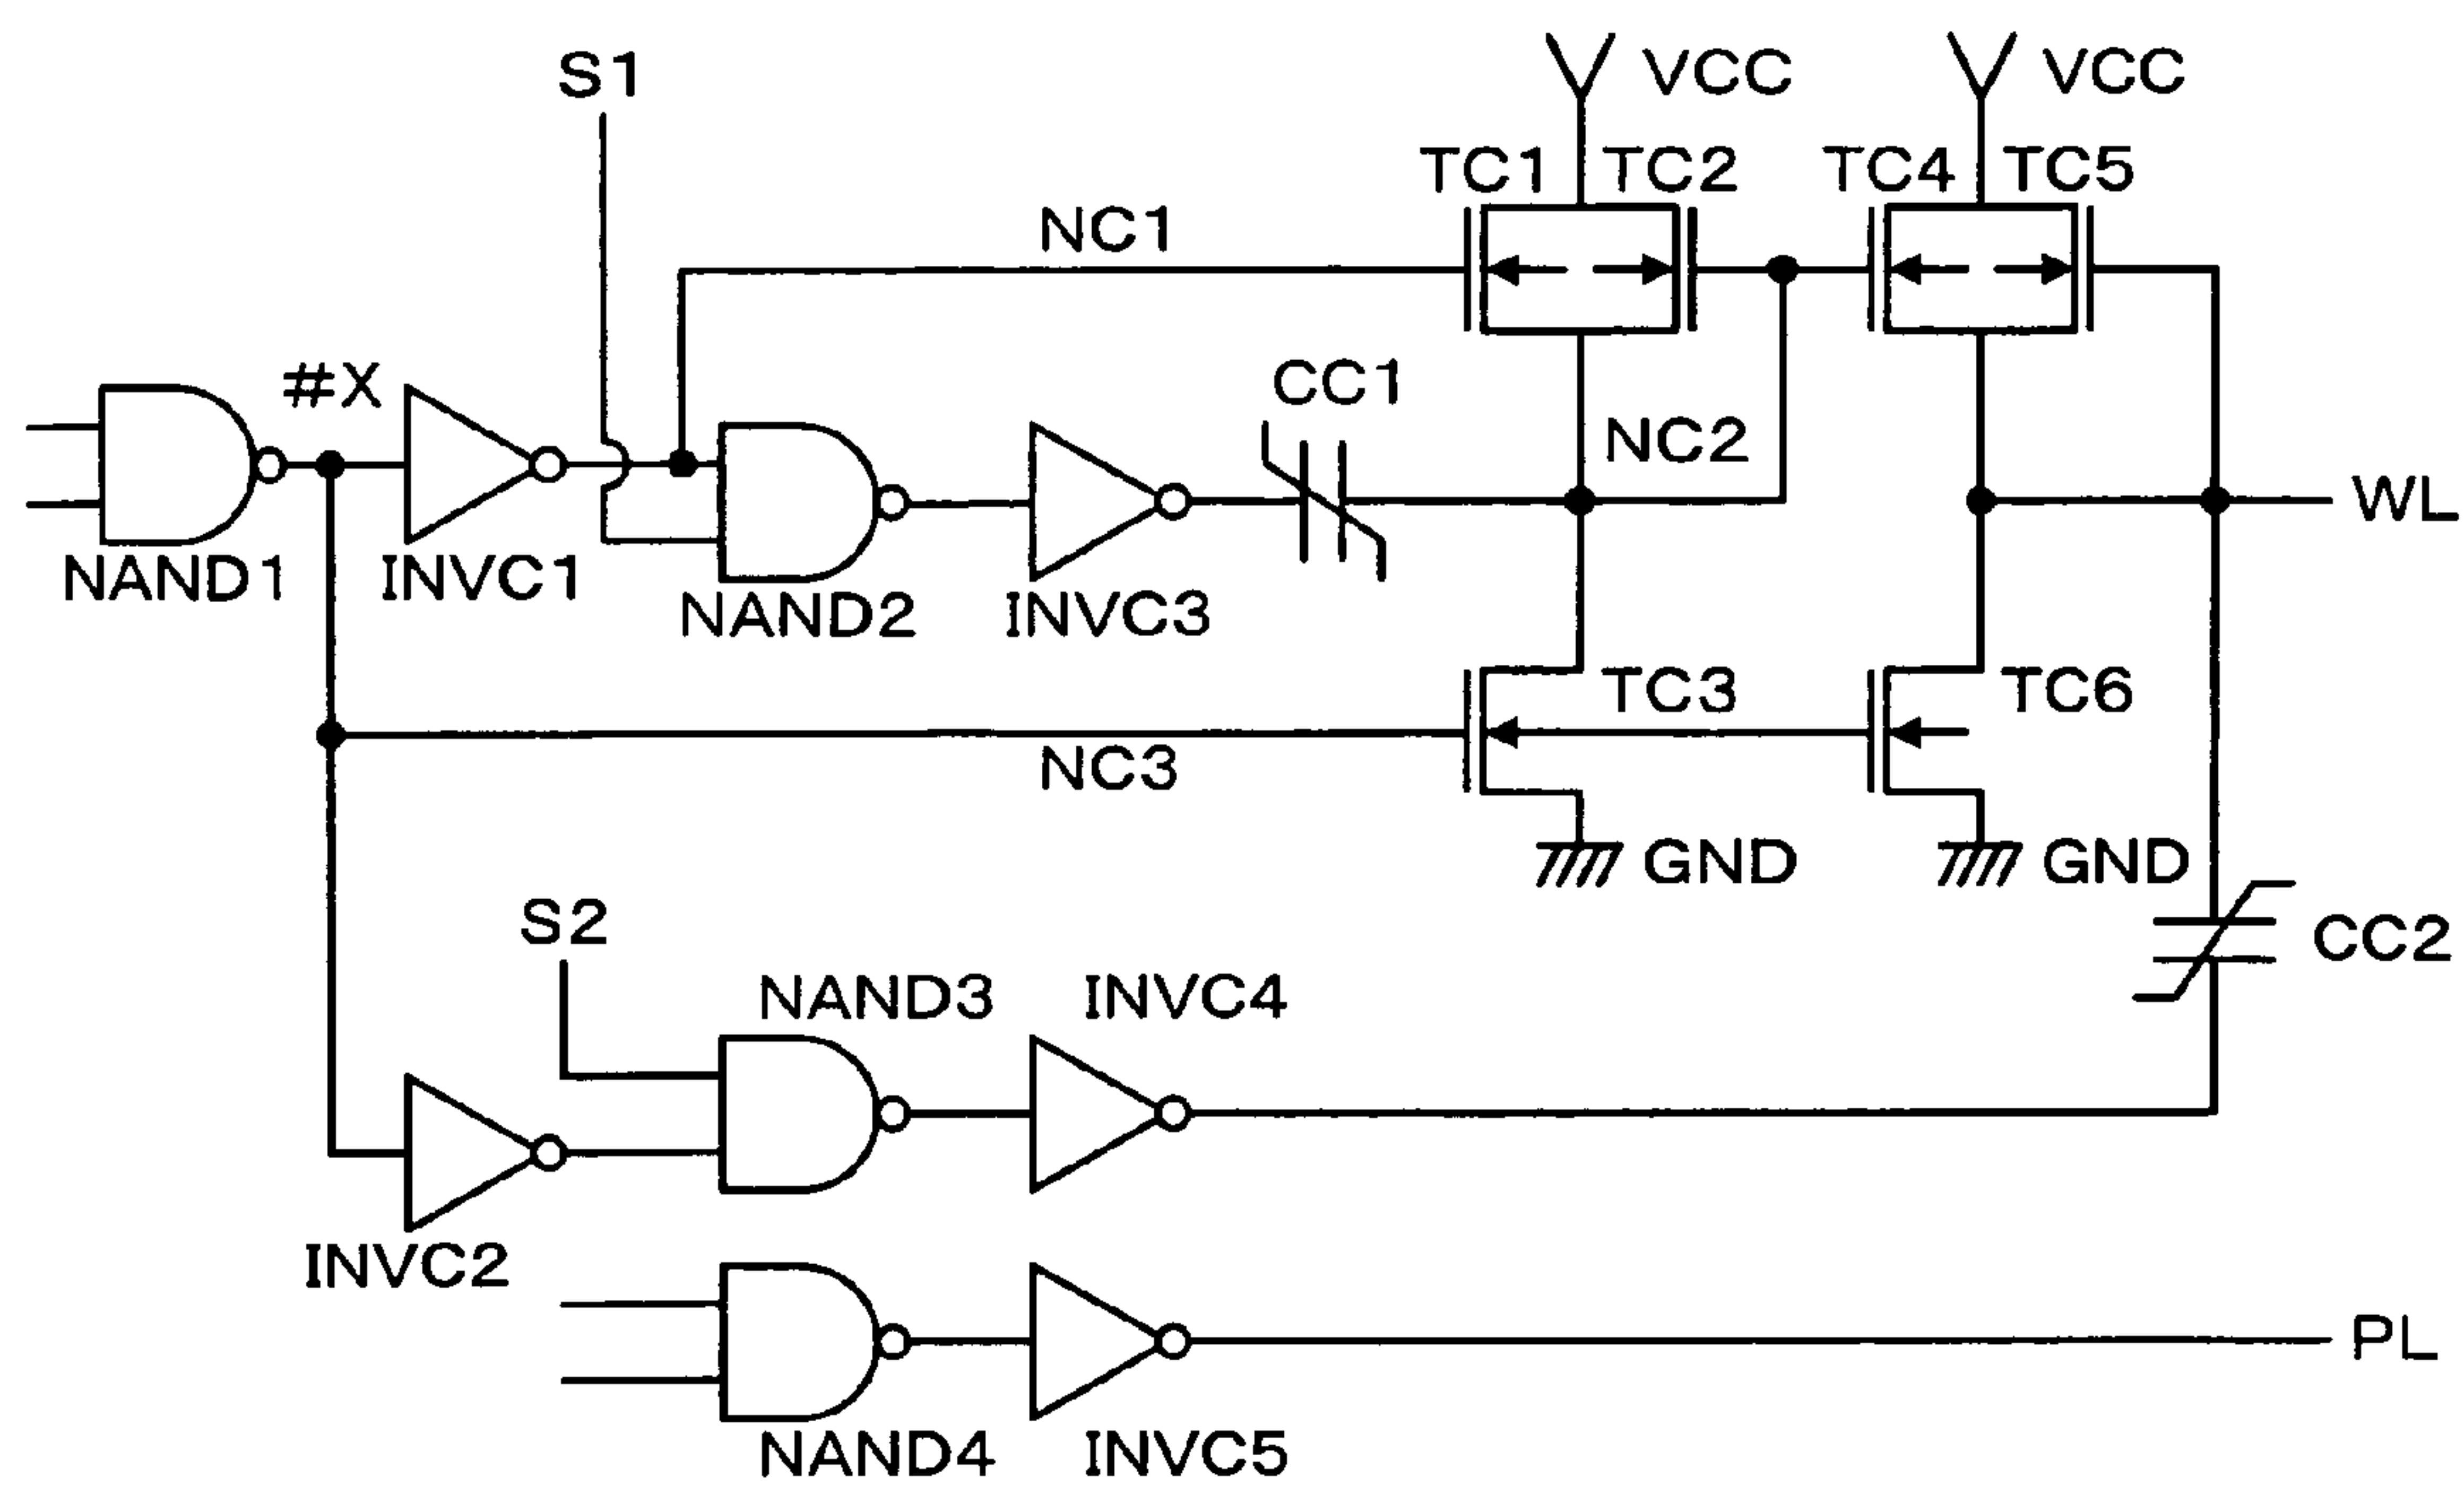 S1
VCC
VCC
TC1
TC2
TC4
TC5
NC1
#X
CC1
NC2
WL
NAND1
INVC1
NAND2
INVC3
TC3
TC6
NC3
GND
GND
S2
CC2
NAND3
INVC4
INVC2
PL
NAND4
INVC5